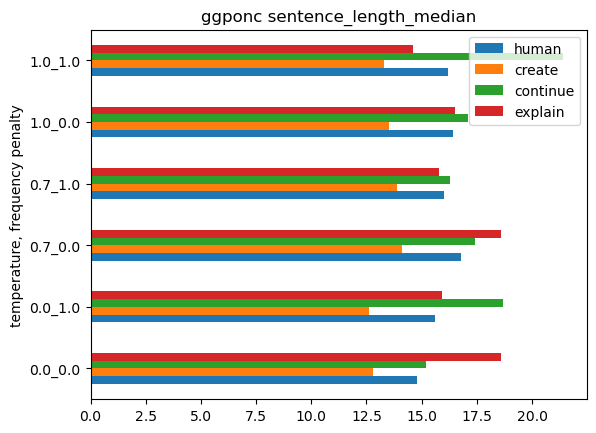 ggponc sentence_length_median
human
create
continue
explain
temperature, frequency penalty
1.0_1.0
1.0_0.0
0.7_1.0
0.7_0.0
0.0_1.0
0.0_0.0
0.0 2.5 5.0 7.5 10.0 12.5 15.0 17.5 20.0